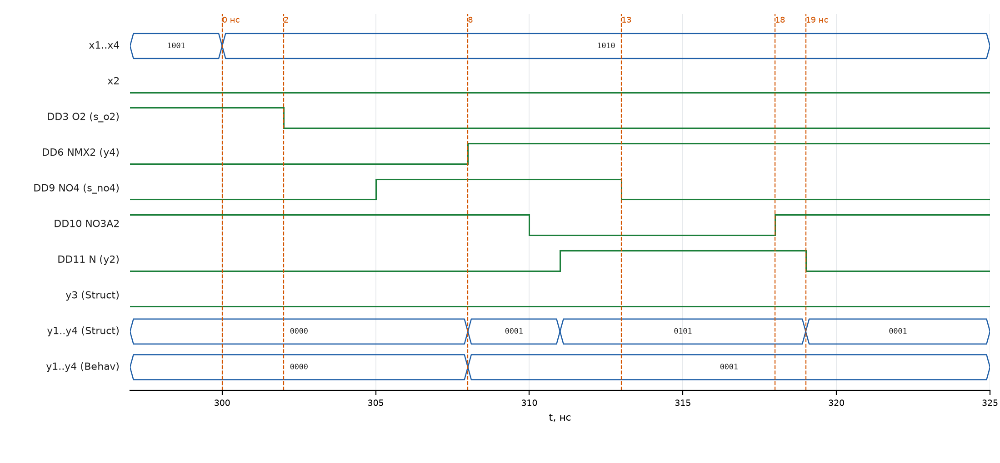 0 нс 2 8 13 18 19 нс
x1..x4 1001 1010
x2
DD3 O2 (s_o2)
DD6 NMX2 (y4)
DD9 NO4 (s_no4)
DD10 NO3A2
DD11 N (y2)
y3 (Struct)
y1..y4 (Struct) 0000 0001 0101 0001
y1..y4 (Behav) 0000 0001
300 305 310 315 320 325
t, нс